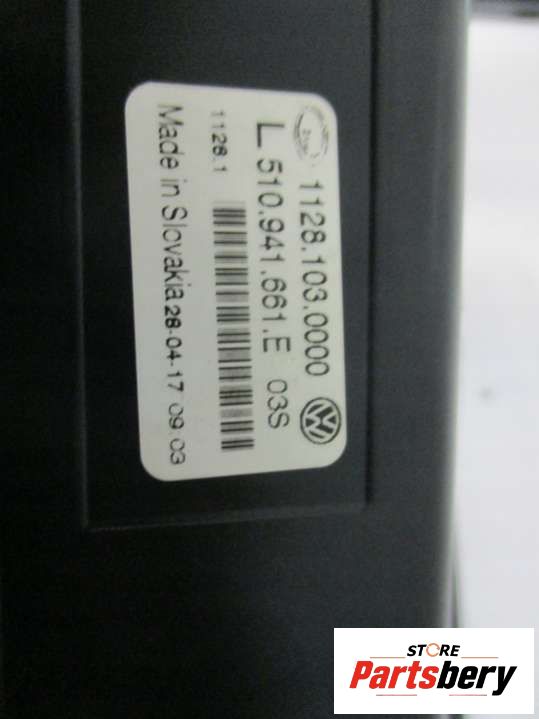 1128.103.0000
L 510.941.661.E 03S
1128.1
Made in Slovakia 28-04-17 09:03
STORE
Partsbery